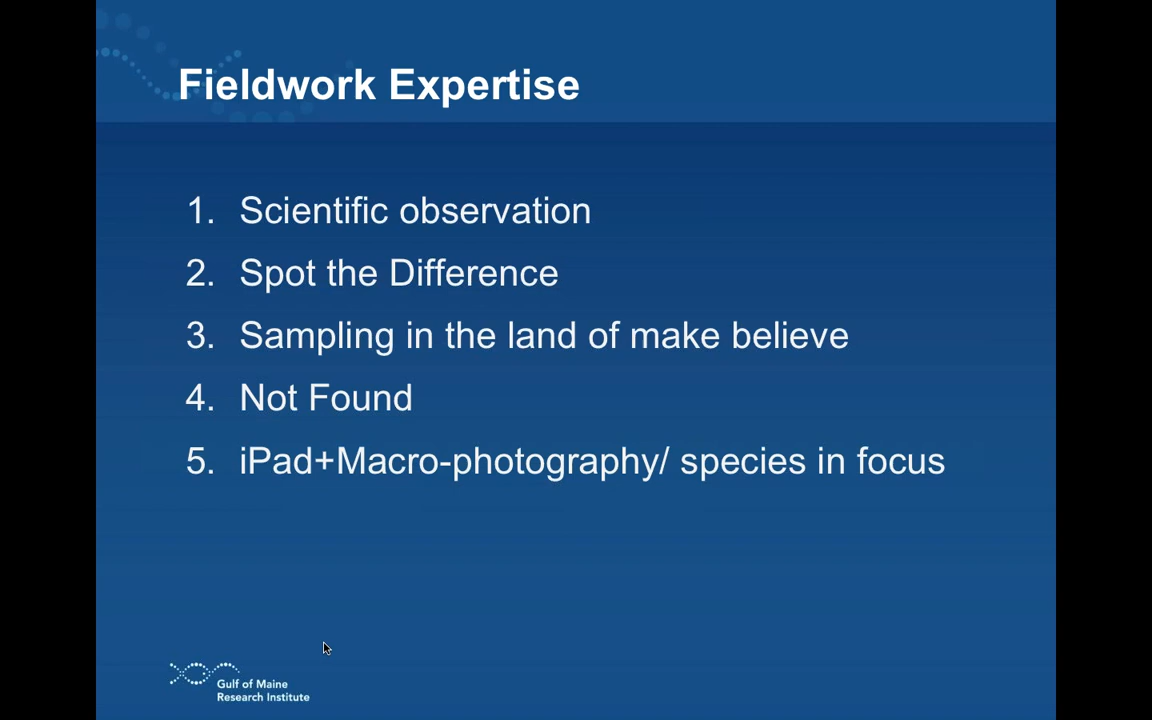 Fieldwork Expertise
1. Scientific observation
2. Spot the Difference
3. Sampling in the land of make believe
4. Not Found
5. iPad+Macro-photography/ species in focus
Gulf of Maine
Research Institute